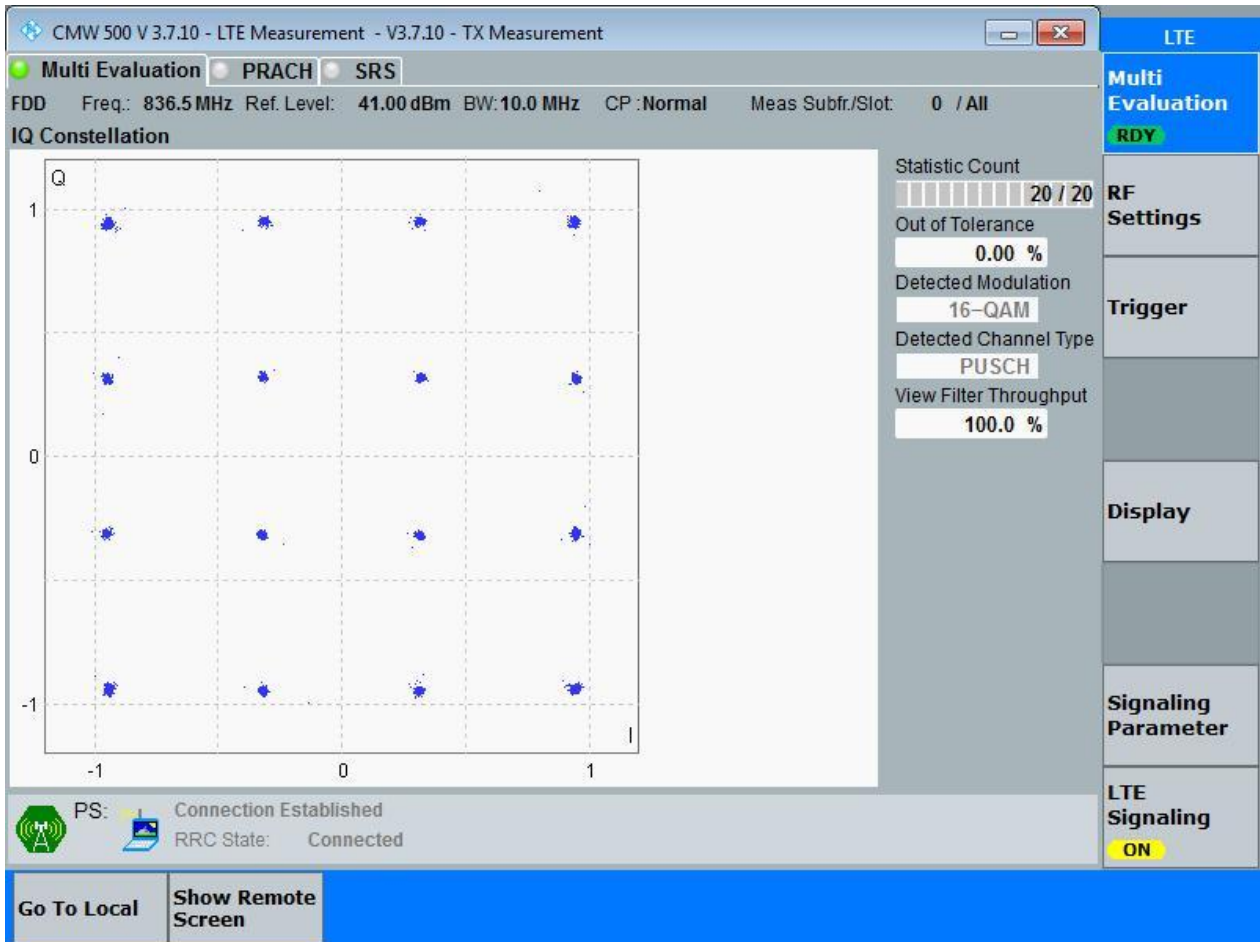 CMW 500 V 3.7.10 - LTE Measurement - V3.7.10 - TX Measurement
LTE
Multi Evaluation PRACH SRS
FDD Freq.: 836.5 MHz Ref. Level: 41.00 dBm BW: 10.0 MHz CP : Normal Meas Subfr./Slot: 0 / All
IQ Constellation
Q
1
0
-1
I
-1 0 1
Statistic Count
20 / 20
Out of Tolerance
0.00 %
Detected Modulation
16-QAM
Detected Channel Type
PUSCH
View Filter Throughput
100.0 %
Multi
Evaluation
RDY
RF
Settings
Trigger
Display
Signaling
Parameter
LTE
Signaling
ON
PS: Connection Established
RRC State: Connected
Go To Local
Show Remote
Screen